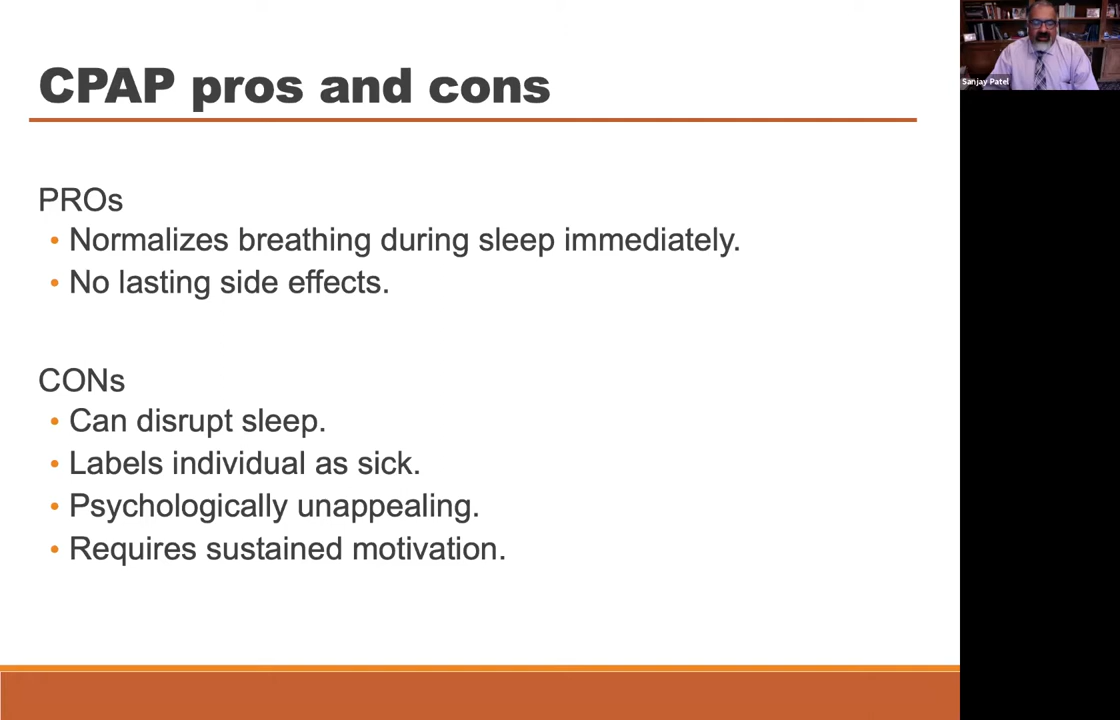 CPAP pros and cons
Sanjay Patel
PROs
• Normalizes breathing during sleep immediately.
• No lasting side effects.
CONs
• Can disrupt sleep.
• Labels individual as sick.
• Psychologically unappealing.
• Requires sustained motivation.